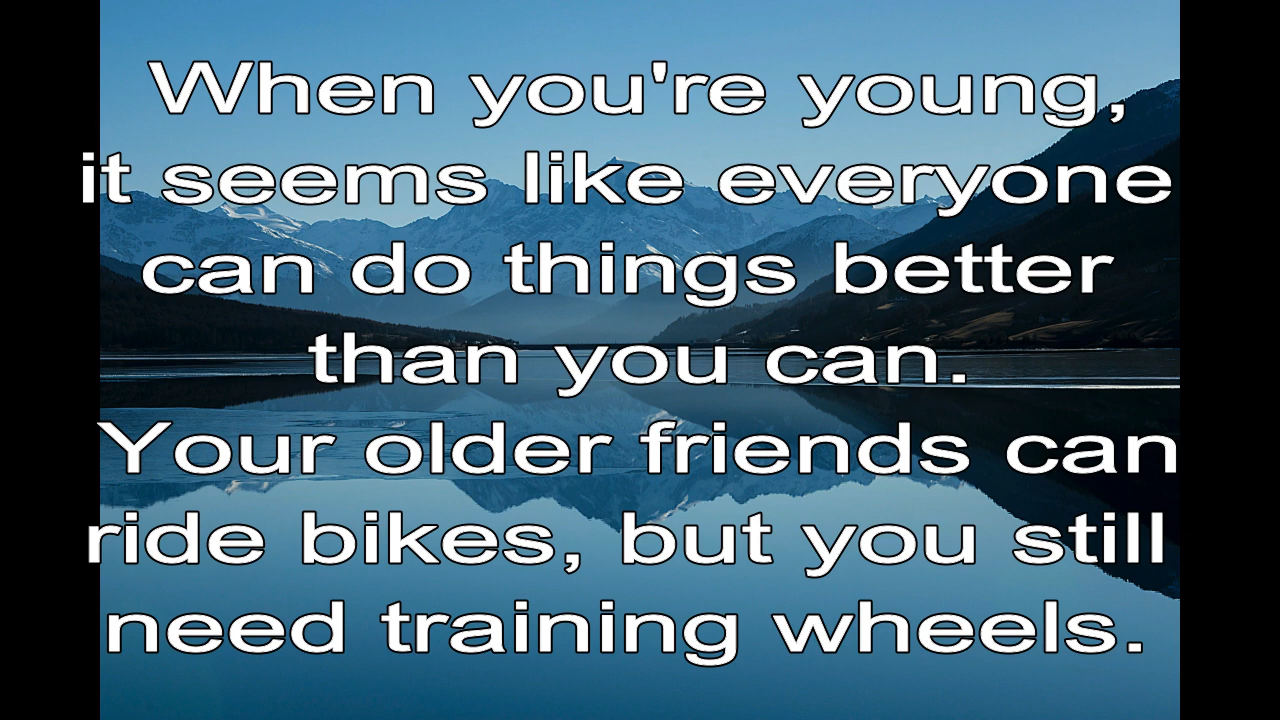 When you're young,
it seems like everyone
can do things better
than you can.
Your older friends can
ride bikes, but you still
need training wheels.